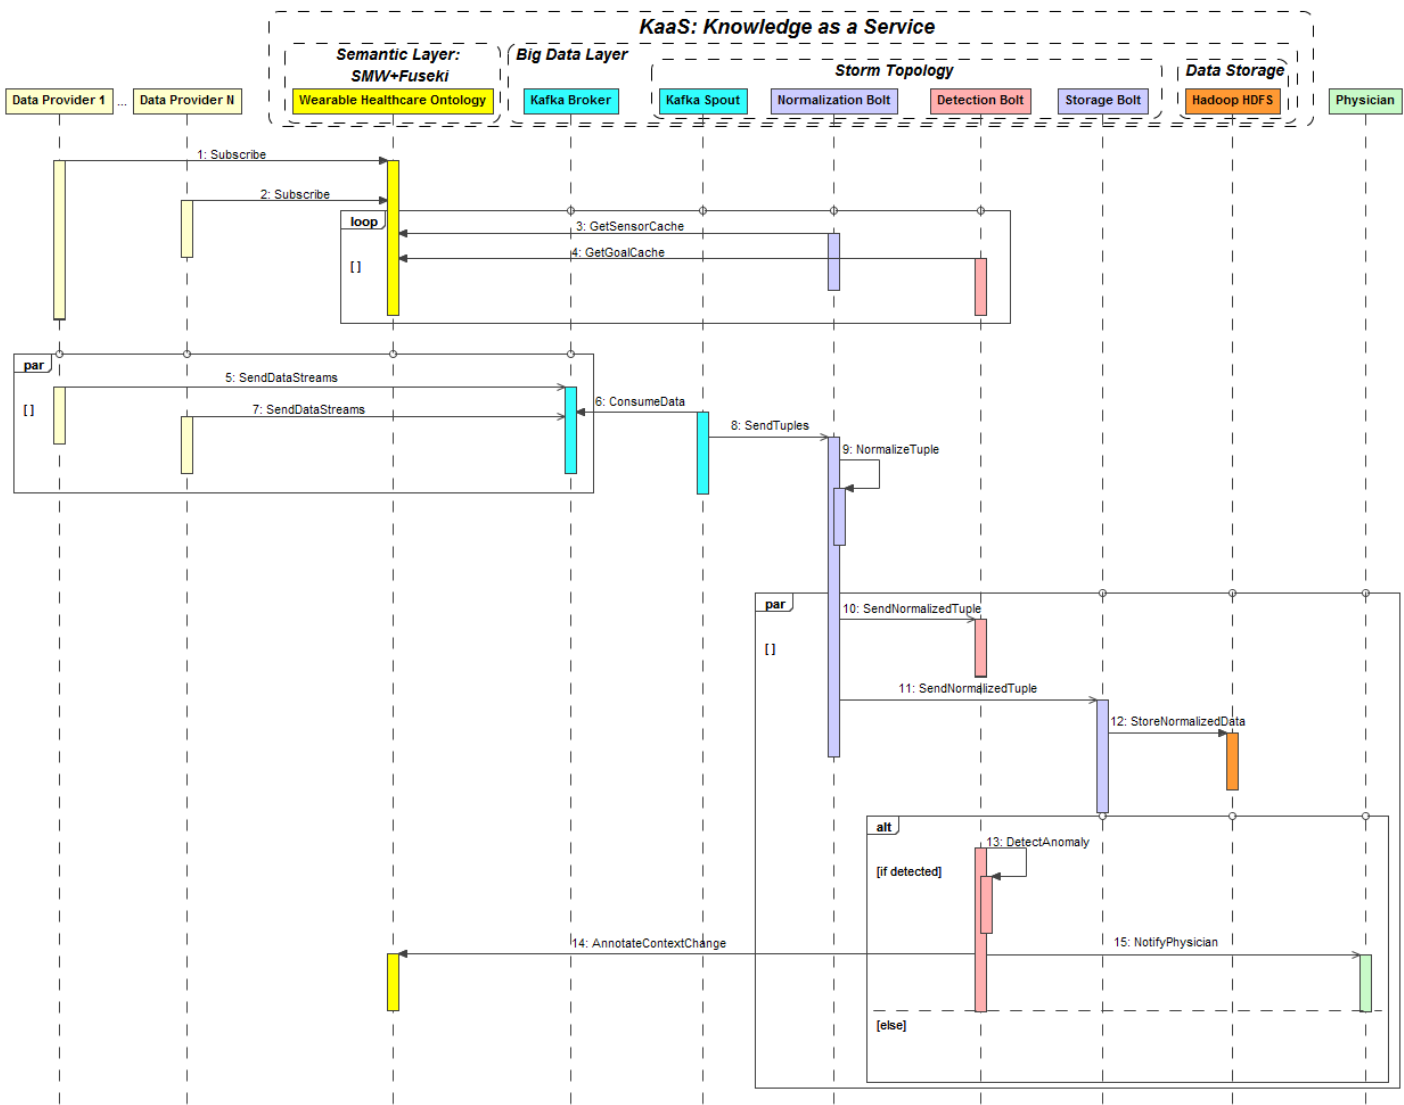 KaaS: Knowledge as a Service
Semantic Layer:
SMW+Fuseki
Big Data Layer
Storm Topology
Data Storage
Data Provider 1
...
Data Provider N
Wearable Healthcare Ontology
Kafka Broker
Kafka Spout
Normalization Bolt
Detection Bolt
Storage Bolt
Hadoop HDFS
Physician
1: Subscribe
2: Subscribe
loop
3: GetSensorCache
4: GetGoalCache
[ ]
par
5: SendDataStreams
6: ConsumeData
[ ]
7: SendDataStreams
8: SendTuples
9: NormalizeTuple
par
10: SendNormalizedTuple
[ ]
11: SendNormalizedTuple
12: StoreNormalizedData
alt
13: DetectAnomaly
[if detected]
14: AnnotateContextChange
15: NotifyPhysician
[else]